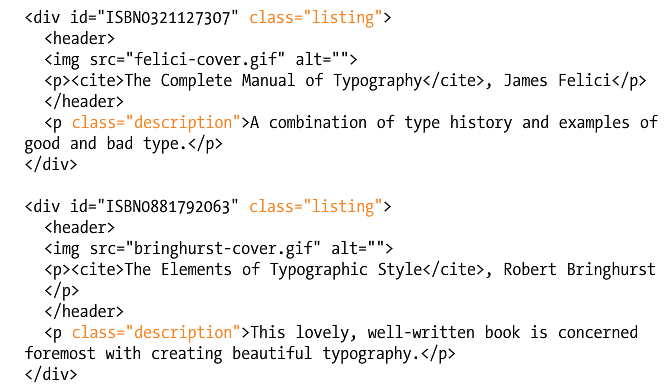 <div id="ISBN0321127307" class="listing">
<header>
<img src="felici-cover.gif" alt="">
<p><cite>The Complete Manual of Typography</cite>, James Felici</p>
</header>
<p class="description">A combination of type history and examples of
good and bad type.</p>
</div>
<div id="ISBN0881792063" class="listing">
<header>
<img src="bringhurst-cover.gif" alt="">
<p><cite>The Elements of Typographic Style</cite>, Robert Bringhurst
</p>
</header>
<p class="description">This lovely, well-written book is concerned
foremost with creating beautiful typography.</p>
</div>